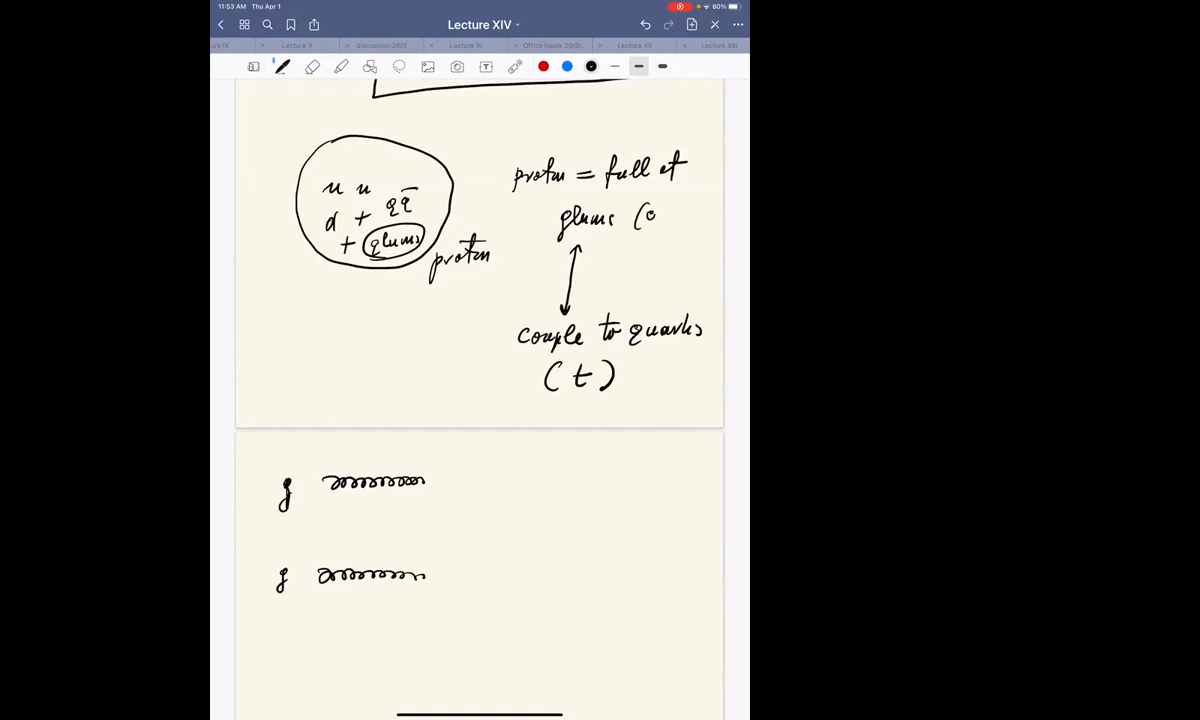 11:53 AM Thu Apr 1
80%
Lecture XIV
Lecture X
discussion 26/3
Lecture XI
Office hours 29/3/...
Lecture XII
Lecture XIII
u u
d + qq̄
+ gluons
proton
proton = full of
gluons (
couple to quarks
(t)
g
g